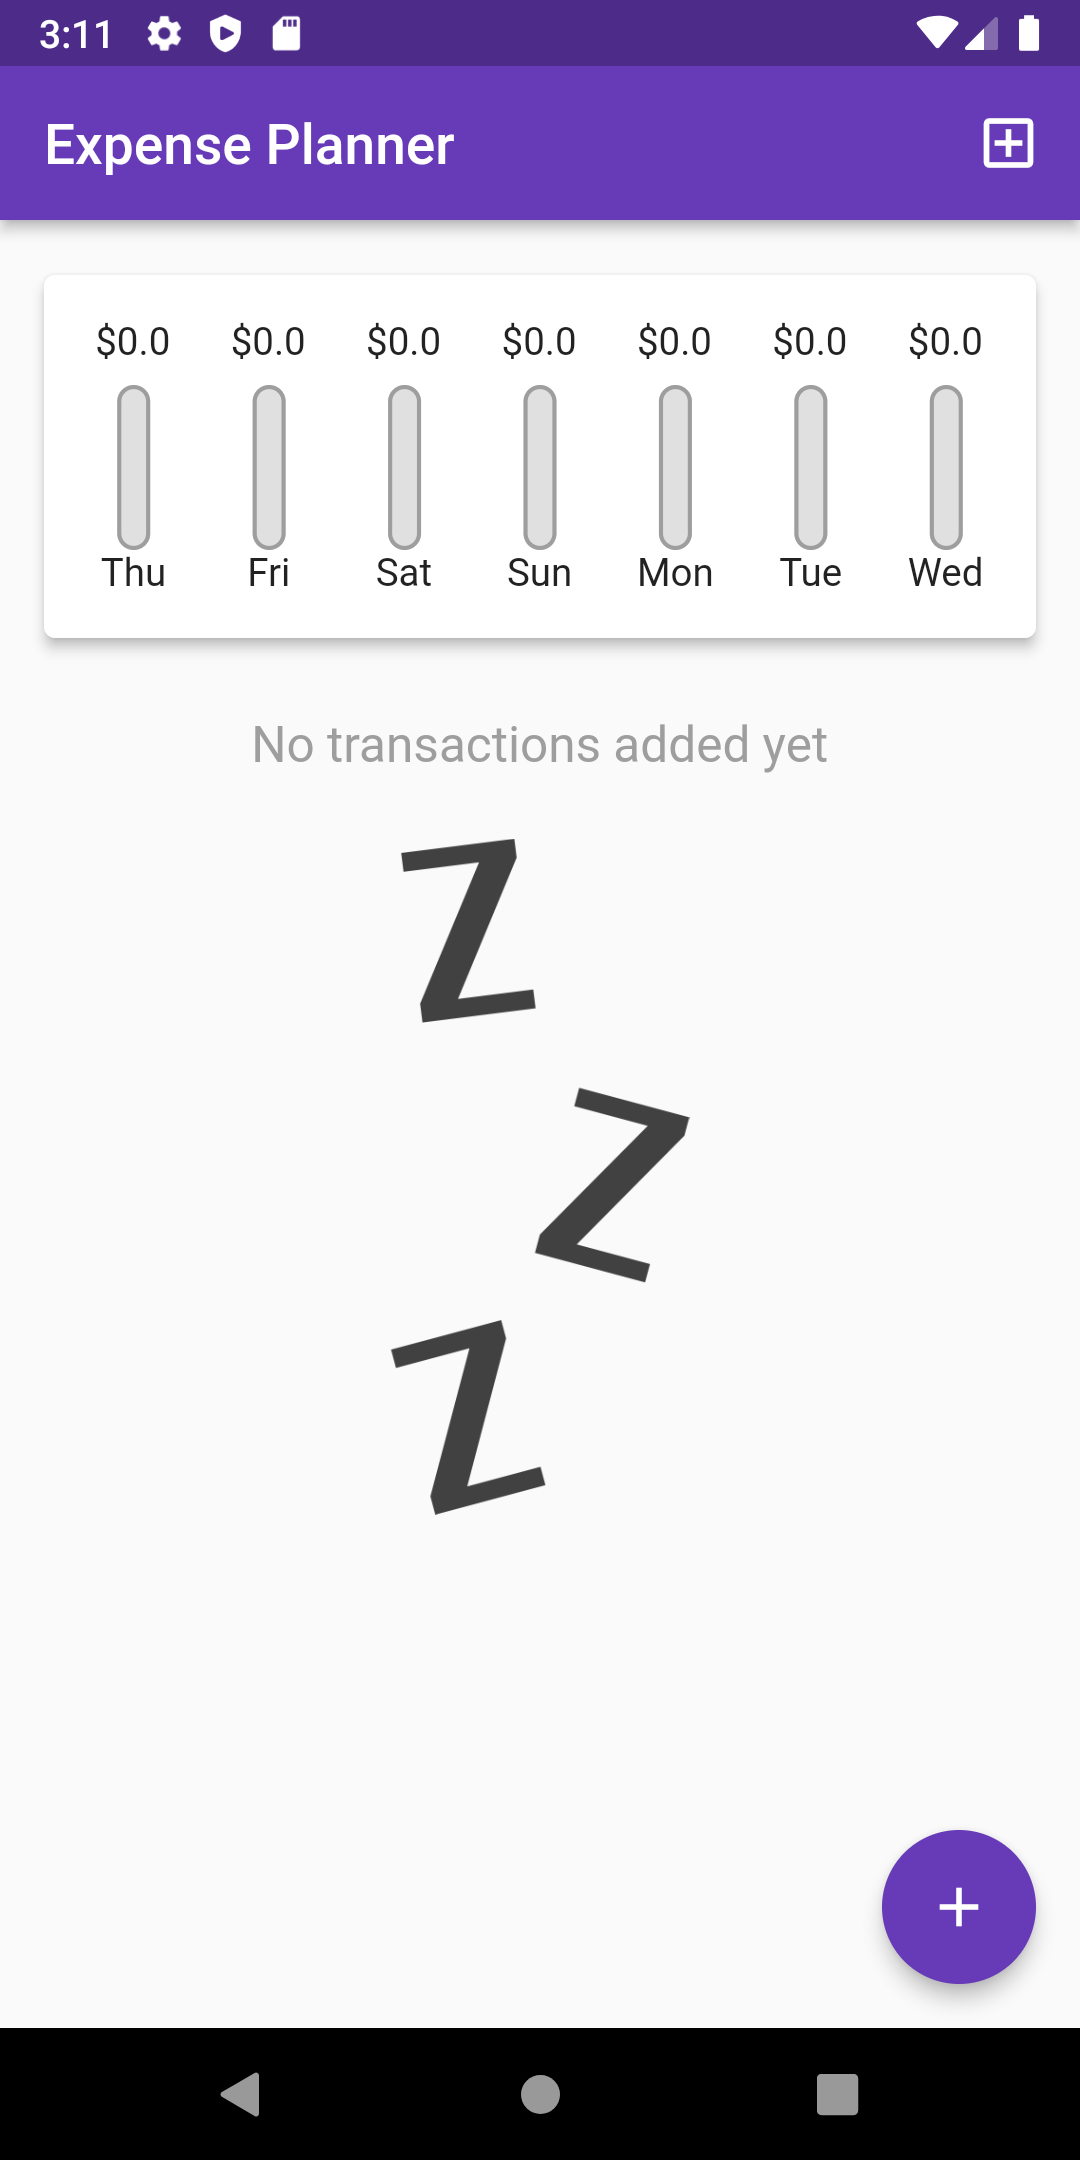 3:11
Expense Planner
$0.0 $0.0 $0.0 $0.0 $0.0 $0.0 $0.0
Thu Fri Sat Sun Mon Tue Wed
No transactions added yet
Z
Z
Z